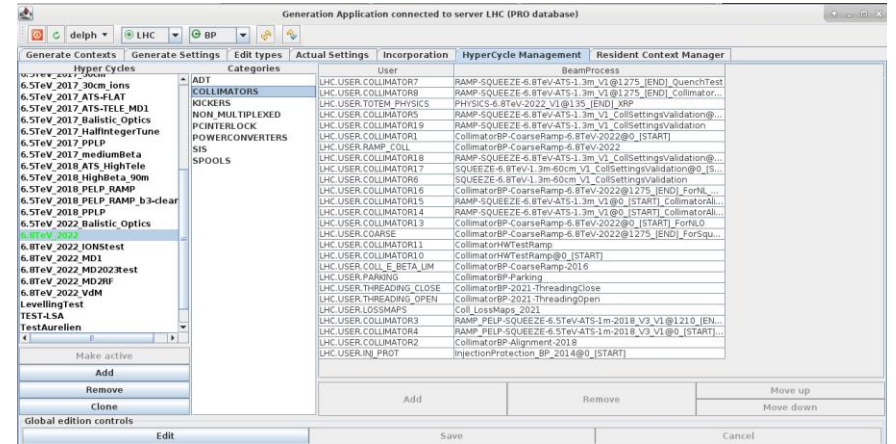 Generation Application connected to server LHC (PRO database)
delph LHC BP
Generate Contexts Generate Settings Edit types Actual Settings Incorporation HyperCycle Management Resident Context Manager
Hyper Cycles
6.5TeV_2017_30cm
6.5TeV_2017_30cm_ions
6.5TeV_2017_ATS-FLAT
6.5TeV_2017_ATS-TELE_MD1
6.5TeV_2017_Balistic_Optics
6.5TeV_2017_HalfIntegerTune
6.5TeV_2017_PPLP
6.5TeV_2017_mediumBeta
6.5TeV_2018_ATS_HighTele
6.5TeV_2018_HighBeta_90m
6.5TeV_2018_PELP_RAMP
6.5TeV_2018_PELP_RAMP_b3-clear
6.5TeV_2018_PPLP
6.5TeV_2022_Balistic_Optics
6.8TeV_2022
6.8TeV_2022_IONStest
6.8TeV_2022_MD1
6.8TeV_2022_MD2023test
6.8TeV_2022_MD2RF
6.8TeV_2022_VdM
LevellingTest
TEST-LSA
TestAurelien
Make active
Add
Remove
Clone
Categories
ADT
COLLIMATORS
KICKERS
NON_MULTIPLEXED
PCINTERLOCK
POWERCONVERTERS
SIS
SPOOLS
User BeamProcess
LHC.USER.COLLIMATOR7 RAMP-SQUEEZE-6.8TeV-ATS-1.3m_V1@1275_[END]_QuenchTest
LHC.USER.COLLIMATOR8 RAMP-SQUEEZE-6.8TeV-ATS-1.3m_V1@1275_[END]_Collimator...
LHC.USER.TOTEM_PHYSICS PHYSICS-6.8TeV-2022_V1@135_[END]_XRP
LHC.USER.COLLIMATOR5 RAMP-SQUEEZE-6.8TeV-ATS-1.3m_V1_CollSettingsValidation@...
LHC.USER.COLLIMATOR19 RAMP-SQUEEZE-6.8TeV-ATS-1.3m_V1_CollSettingsValidation
LHC.USER.COLLIMATOR1 CollimatorBP-CoarseRamp-6.8TeV-2022@0_[START]
LHC.USER.RAMP_COLL CollimatorBP-CoarseRamp-6.8TeV-2022
LHC.USER.COLLIMATOR18 RAMP-SQUEEZE-6.8TeV-ATS-1.3m_V1_CollSettingsValidation@...
LHC.USER.COLLIMATOR17 SQUEEZE-6.8TeV-1.3m-60cm_V1_CollSettingsValidation@0_[S...
LHC.USER.COLLIMATOR6 SQUEEZE-6.8TeV-1.3m-60cm_V1_CollSettingsValidation
LHC.USER.COLLIMATOR16 CollimatorBP-CoarseRamp-6.8TeV-2022@1275_[END]_ForNL_...
LHC.USER.COLLIMATOR15 RAMP-SQUEEZE-6.8TeV-ATS-1.3m_V1@0_[START]_CollimatorAli...
LHC.USER.COLLIMATOR14 RAMP-SQUEEZE-6.8TeV-ATS-1.3m_V1@0_[START]_CollimatorAli...
LHC.USER.COLLIMATOR13 CollimatorBP-CoarseRamp-6.8TeV-2022@0_[START]_ForNLO
LHC.USER.COARSE CollimatorBP-CoarseRamp-6.8TeV-2022@1275_[END]_ForSqu...
LHC.USER.COLLIMATOR11 CollimatorHWTestRamp
LHC.USER.COLLIMATOR10 CollimatorHWTestRamp@0_[START]
LHC.USER.COLL_E_BETA_LIM CollimatorBP-CoarseRamp-2016
LHC.USER.PARKING CollimatorBP-Parking
LHC.USER.THREADING_CLOSE CollimatorBP-2021-ThreadingClose
LHC.USER.THREADING_OPEN CollimatorBP-2021-ThreadingOpen
LHC.USER.LOSSMAPS Coll_LossMaps_2021
LHC.USER.COLLIMATOR3 RAMP_PELP-SQUEEZE-6.5TeV-ATS-1m-2018_V3_V1@1210_[EN...
LHC.USER.COLLIMATOR4 RAMP_PELP-SQUEEZE-6.5TeV-ATS-1m-2018_V3_V1@0_[START]...
LHC.USER.COLLIMATOR2 CollimatorBP-Alignment-2018
LHC.USER.INJ_PROT InjectionProtection_BP_2014@0_[START]
Add Remove Move up
Move down
Global edition controls
Edit Save Cancel